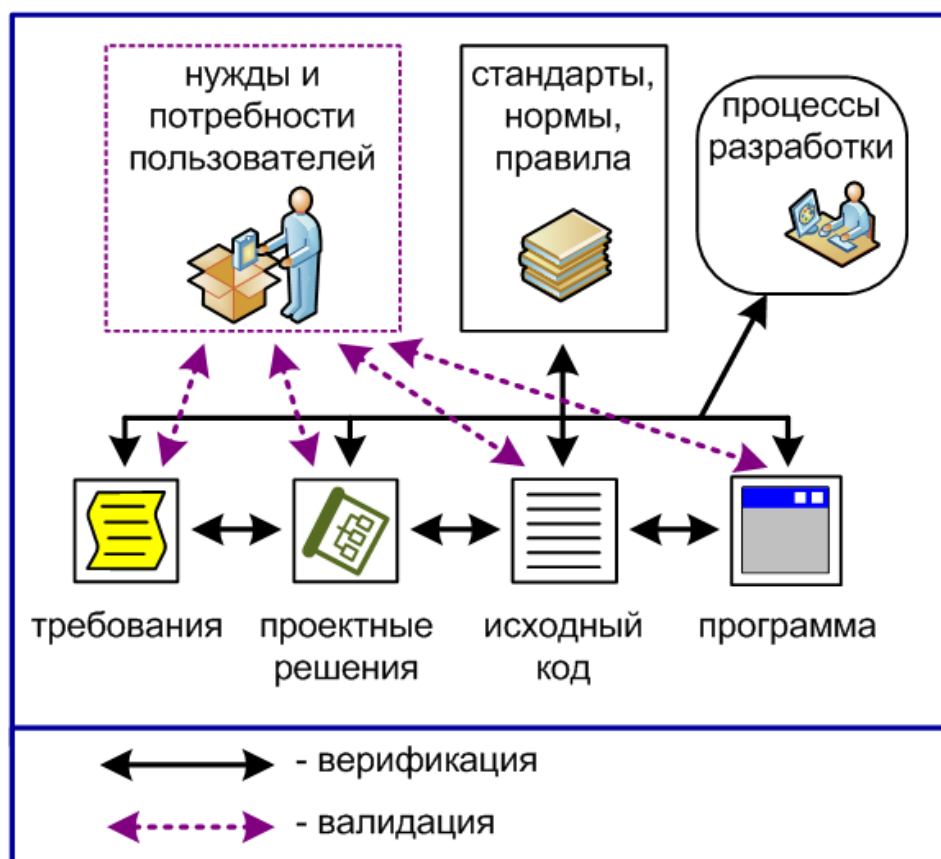 нужды и
потребности
пользователей
стандарты,
нормы,
правила
процессы
разработки
требования
проектные
решения
исходный
код
программа
- верификация
- валидация